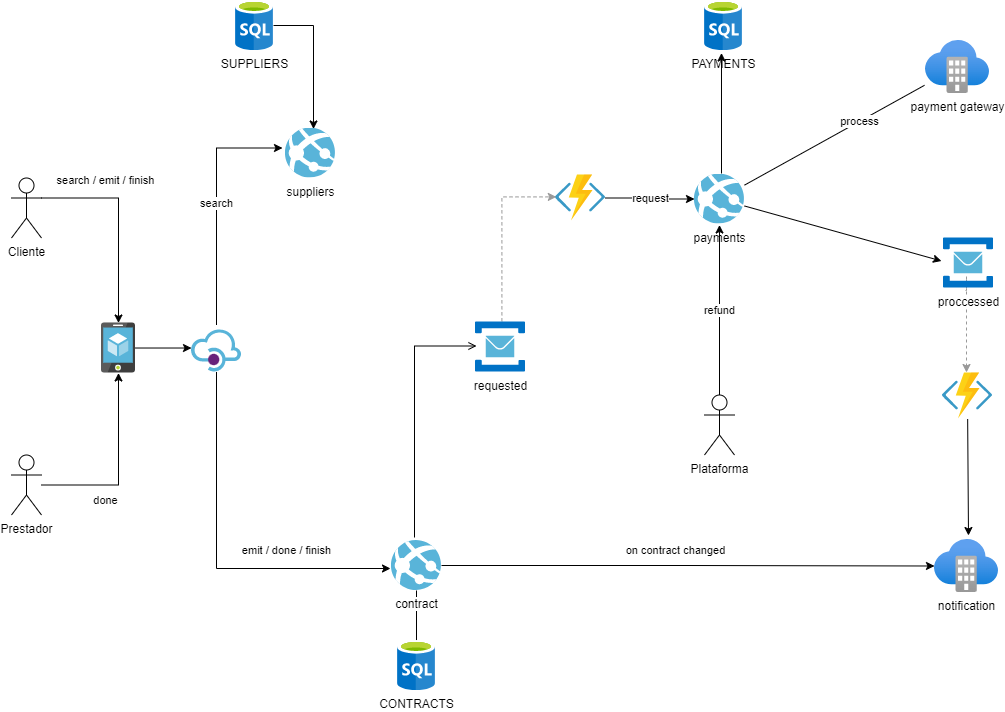 SQL
SUPPLIERS
SQL
PAYMENTS
payment gateway
process
search / emit / finish
suppliers
search
request
Cliente
payments
proccessed
refund
requested
Plataforma
done
Prestador
emit / done / finish
on contract changed
contract
notification
SQL
CONTRACTS